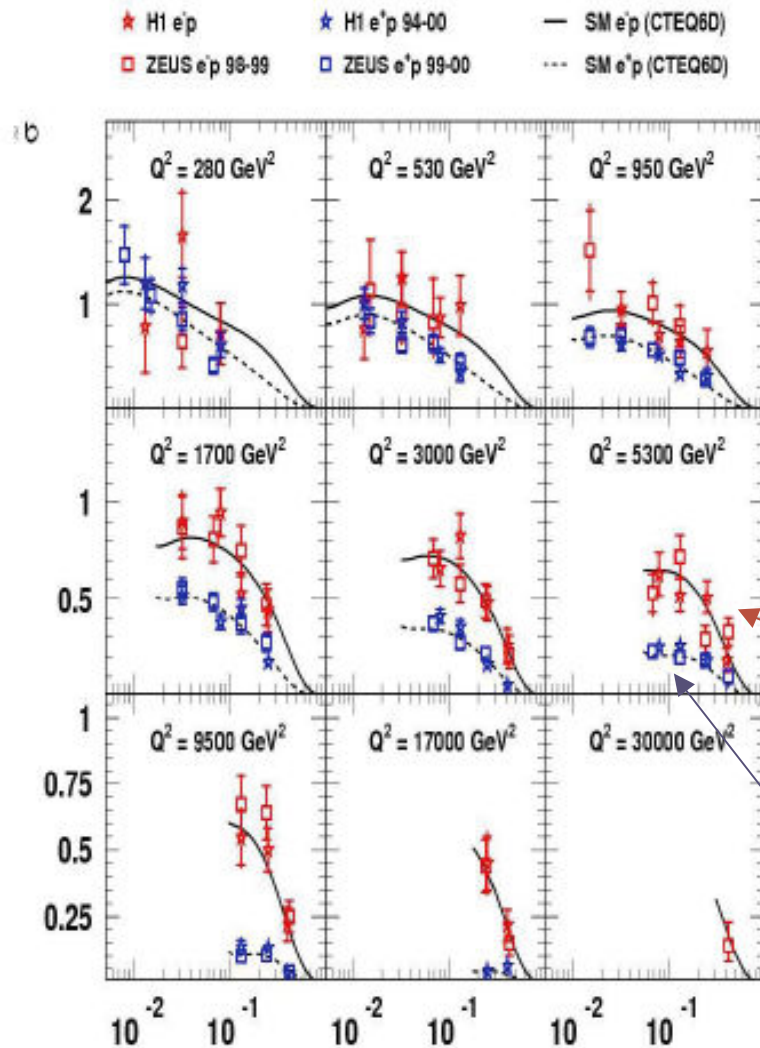 H1 e⁻p H1 e⁺p 94-00 SM e⁻p (CTEQ6D)
ZEUS e⁻p 98-99 ZEUS e⁺p 99-00 SM e⁺p (CTEQ6D)
σ̃
Q² = 280 GeV² Q² = 530 GeV² Q² = 950 GeV²
2
1
Q² = 1700 GeV² Q² = 3000 GeV² Q² = 5300 GeV²
1
0.5
Q² = 9500 GeV² Q² = 17000 GeV² Q² = 30000 GeV²
1
0.75
0.5
0.25
10⁻² 10⁻¹ 10⁻² 10⁻¹ 10⁻² 10⁻¹